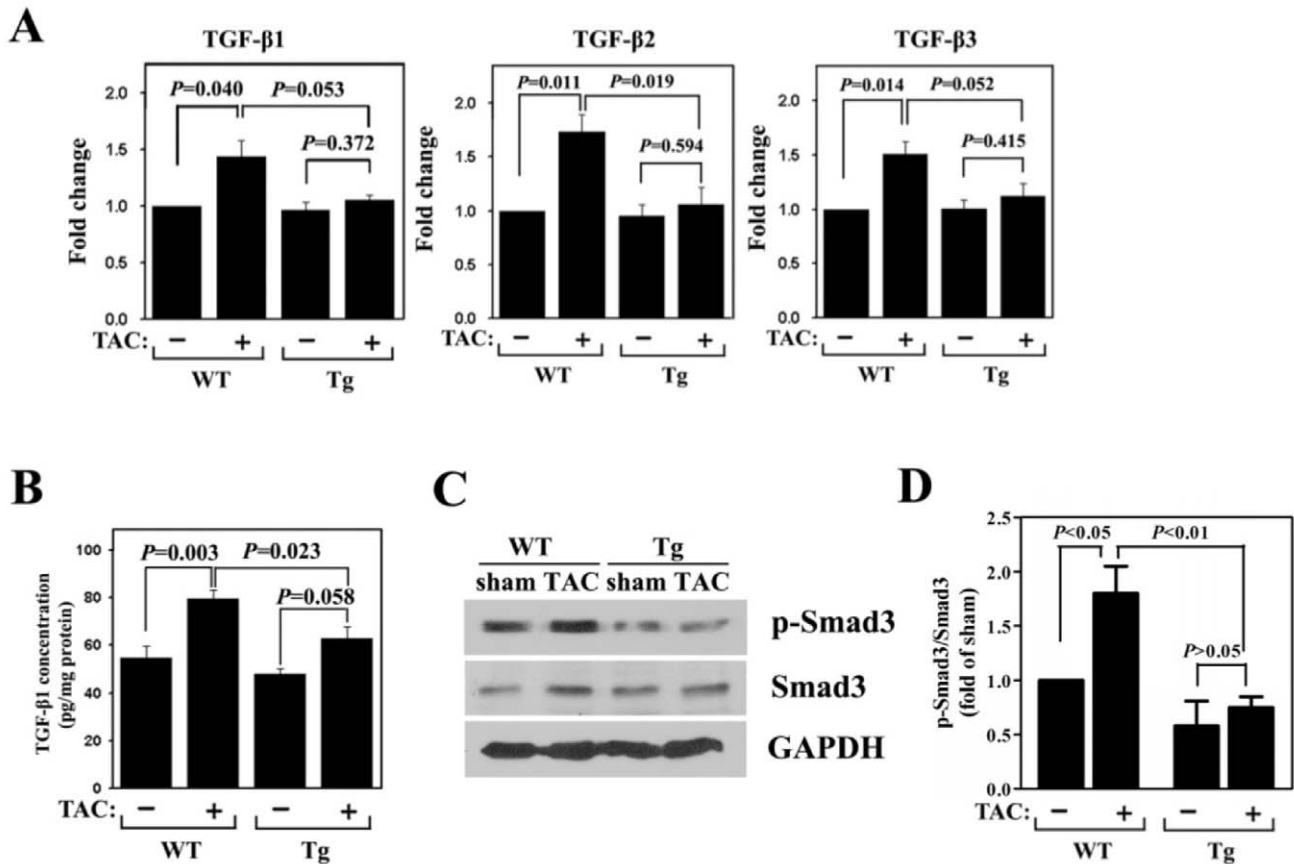 A
TGF-β1
TGF-β2
TGF-β3
Fold change
2.0
1.5
1.0
0.5
0.0
P=0.040
P=0.053
P=0.372
TAC: − + − +
WT Tg
Fold change
2.0
1.5
1.0
0.5
0.0
P=0.011
P=0.019
P=0.594
− + − +
WT Tg
Fold change
2.0
1.5
1.0
0.5
0.0
P=0.014
P=0.052
P=0.415
TAC: − + − +
WT Tg
B
TGF-β1 concentration
(pg/mg protcin)
100
80
60
40
20
0
P=0.003
P=0.023
P=0.058
TAC: − + − +
WT Tg
C
WT Tg
sham TAC sham TAC
p-Smad3
Smad3
GAPDH
D
p-Smad3/Smad3
(fold of sham)
2.5
2.0
1.5
1.0
0.5
0.0
P<0.05
P<0.01
P>0.05
TAC: − + − +
WT Tg